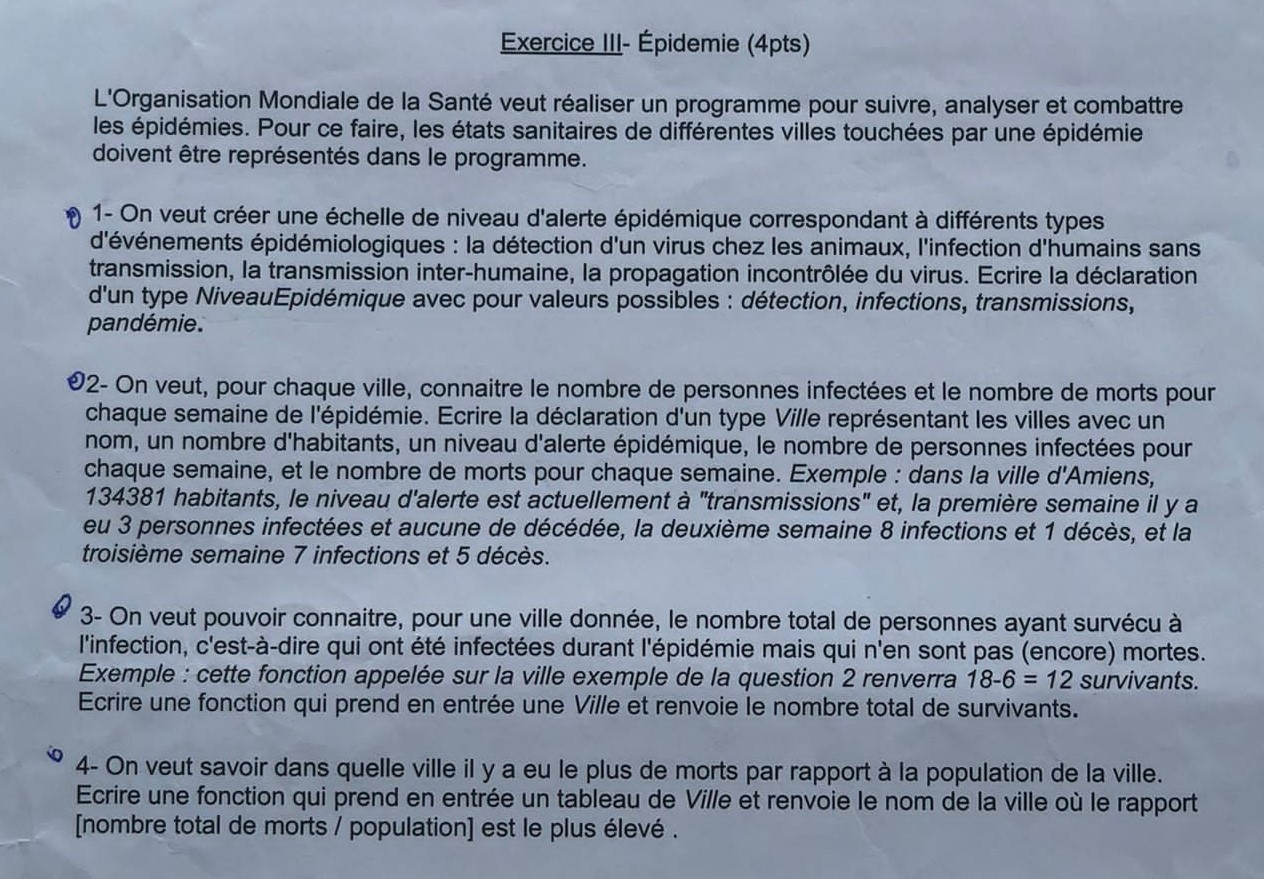 Exercice III- Épidemie (4pts)
L'Organisation Mondiale de la Santé veut réaliser un programme pour suivre, analyser et combattre
les épidémies. Pour ce faire, les états sanitaires de différentes villes touchées par une épidémie
doivent être représentés dans le programme.
1- On veut créer une échelle de niveau d'alerte épidémique correspondant à différents types
d'événements épidémiologiques : la détection d'un virus chez les animaux, l'infection d'humains sans
transmission, la transmission inter-humaine, la propagation incontrôlée du virus. Ecrire la déclaration
d'un type NiveauEpidémique avec pour valeurs possibles : détection, infections, transmissions,
pandémie.
2- On veut, pour chaque ville, connaitre le nombre de personnes infectées et le nombre de morts pour
chaque semaine de l'épidémie. Ecrire la déclaration d'un type Ville représentant les villes avec un
nom, un nombre d'habitants, un niveau d'alerte épidémique, le nombre de personnes infectées pour
chaque semaine, et le nombre de morts pour chaque semaine. Exemple : dans la ville d'Amiens,
134381 habitants, le niveau d'alerte est actuellement à "transmissions" et, la première semaine il y a
eu 3 personnes infectées et aucune de décédée, la deuxième semaine 8 infections et 1 décès, et la
troisième semaine 7 infections et 5 décès.
3- On veut pouvoir connaitre, pour une ville donnée, le nombre total de personnes ayant survécu à
l'infection, c'est-à-dire qui ont été infectées durant l'épidémie mais qui n'en sont pas (encore) mortes.
Exemple : cette fonction appelée sur la ville exemple de la question 2 renverra 18-6 = 12 survivants.
Ecrire une fonction qui prend en entrée une Ville et renvoie le nombre total de survivants.
4- On veut savoir dans quelle ville il y a eu le plus de morts par rapport à la population de la ville.
Ecrire une fonction qui prend en entrée un tableau de Ville et renvoie le nom de la ville où le rapport
[nombre total de morts / population] est le plus élevé .